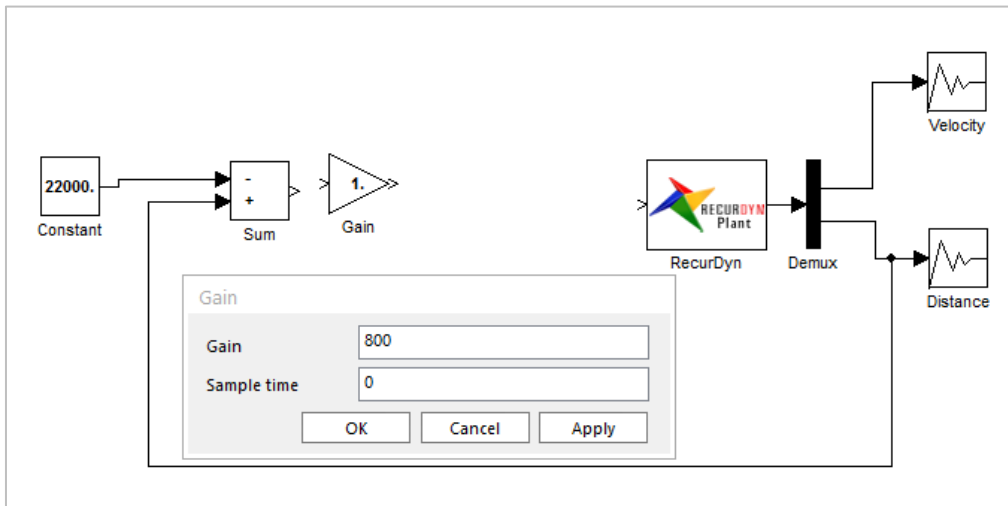 Velocity
22000.
Constant
-
+
Sum
1.
Gain
RECURDYN
Plant
RecurDyn
Demux
Distance
Gain
Gain 800
Sample time 0
OK Cancel Apply